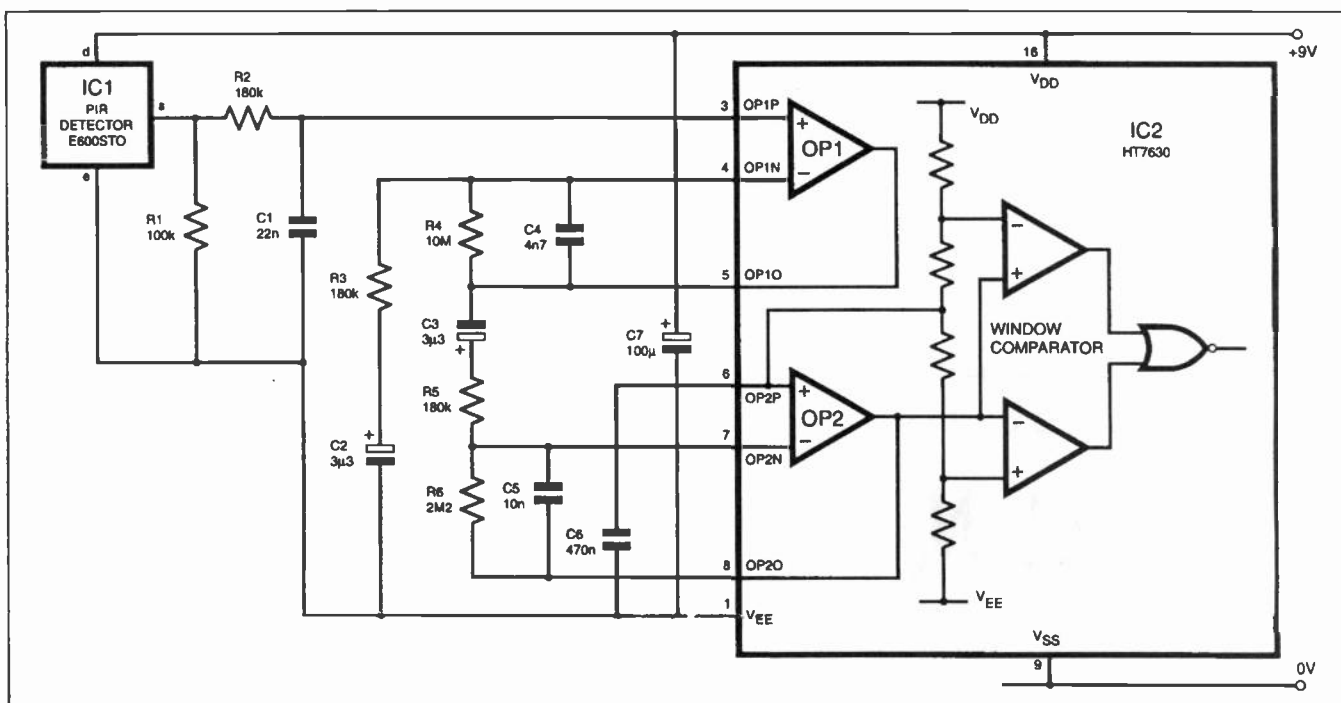 +9V
d
IC1
PIR
DETECTOR
E600STO
s
e
R2
180k
R1
100k
C1
22n
R3
180k
C2
3µ3
R4
10M
C4
4n7
C3
3µ3
R5
180k
R6
2M2
C5
10n
C6
470n
C7
100µ
+
+
+
16
VDD
3
OP1P
4
OP1N
5
OP1O
6
OP2P
7
OP2N
8
OP2O
1
VEE
+
OP1
−
+
OP2
−
VDD
IC2
HT7630
−
+
WINDOW
COMPARATOR
−
+
VEE
VSS
9
0V